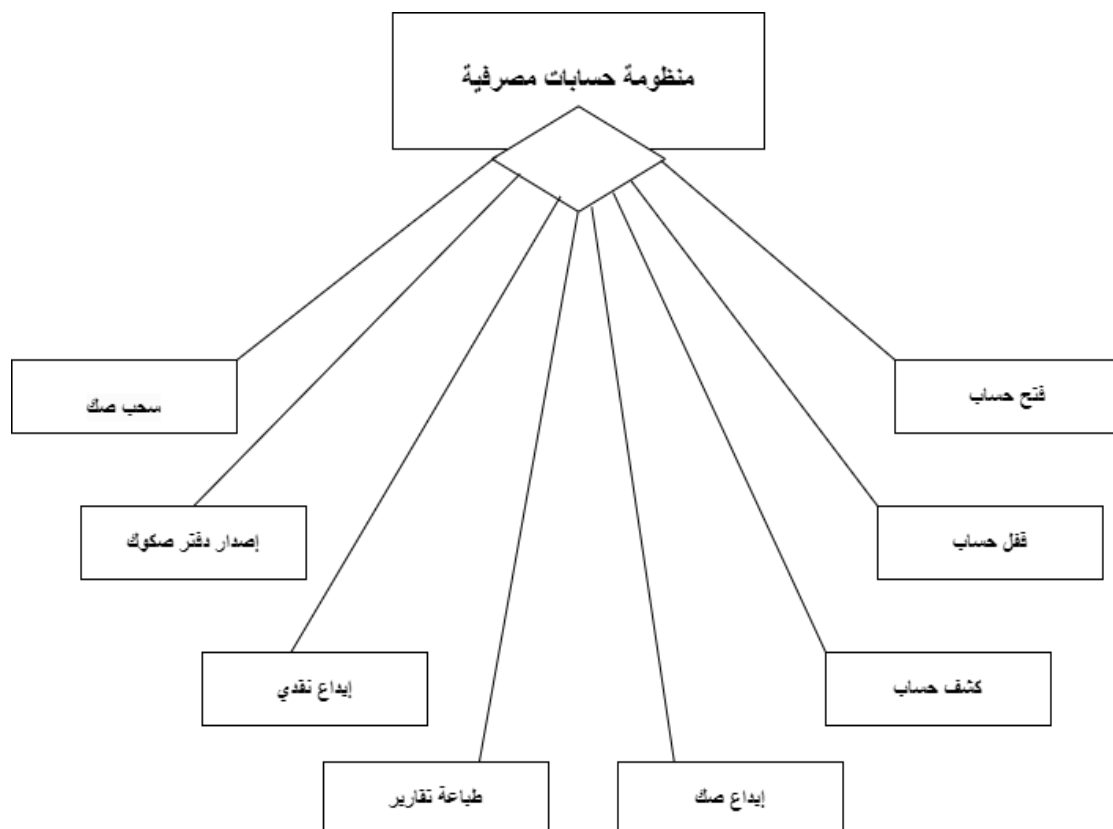 منظومة حسابات مصرفية
فتح حساب
سحب صك
قفل حساب
إصدار دفتر صكوك
كشف حساب
إيداع نقدي
إيداع صك
طباعة تقارير